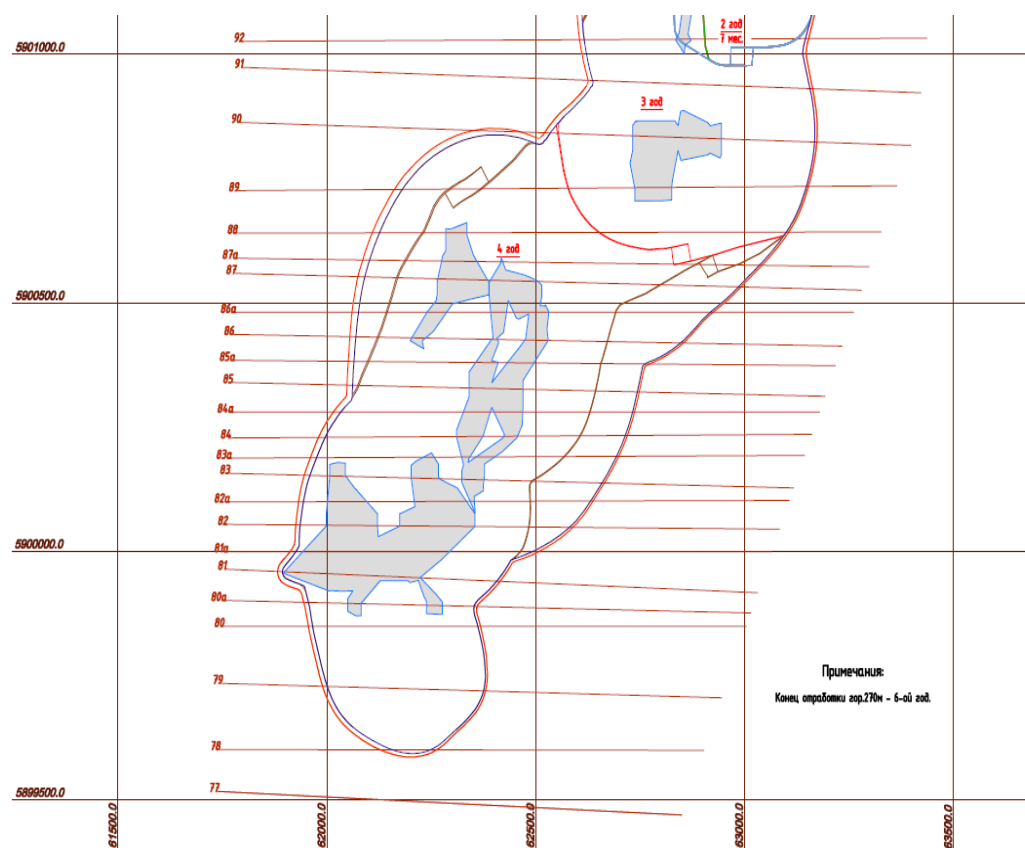 2 год
7 мес.
92
5901000.0
91
3 год
90
89
88
4 год
87а
87
5900500.0
86а
86
85а
85
84а
84
83а
83
82а
82
5900000.0
81а
81
80а
80
Примечания:
79
Конец отработки гор.270м - 6-ой год.
78
5899500.0
77
61500.0
62000.0
62500.0
63000.0
63500.0